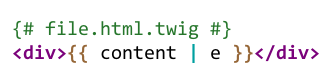 {# file.html.twig #}
<div>{{ content | e }}</div>